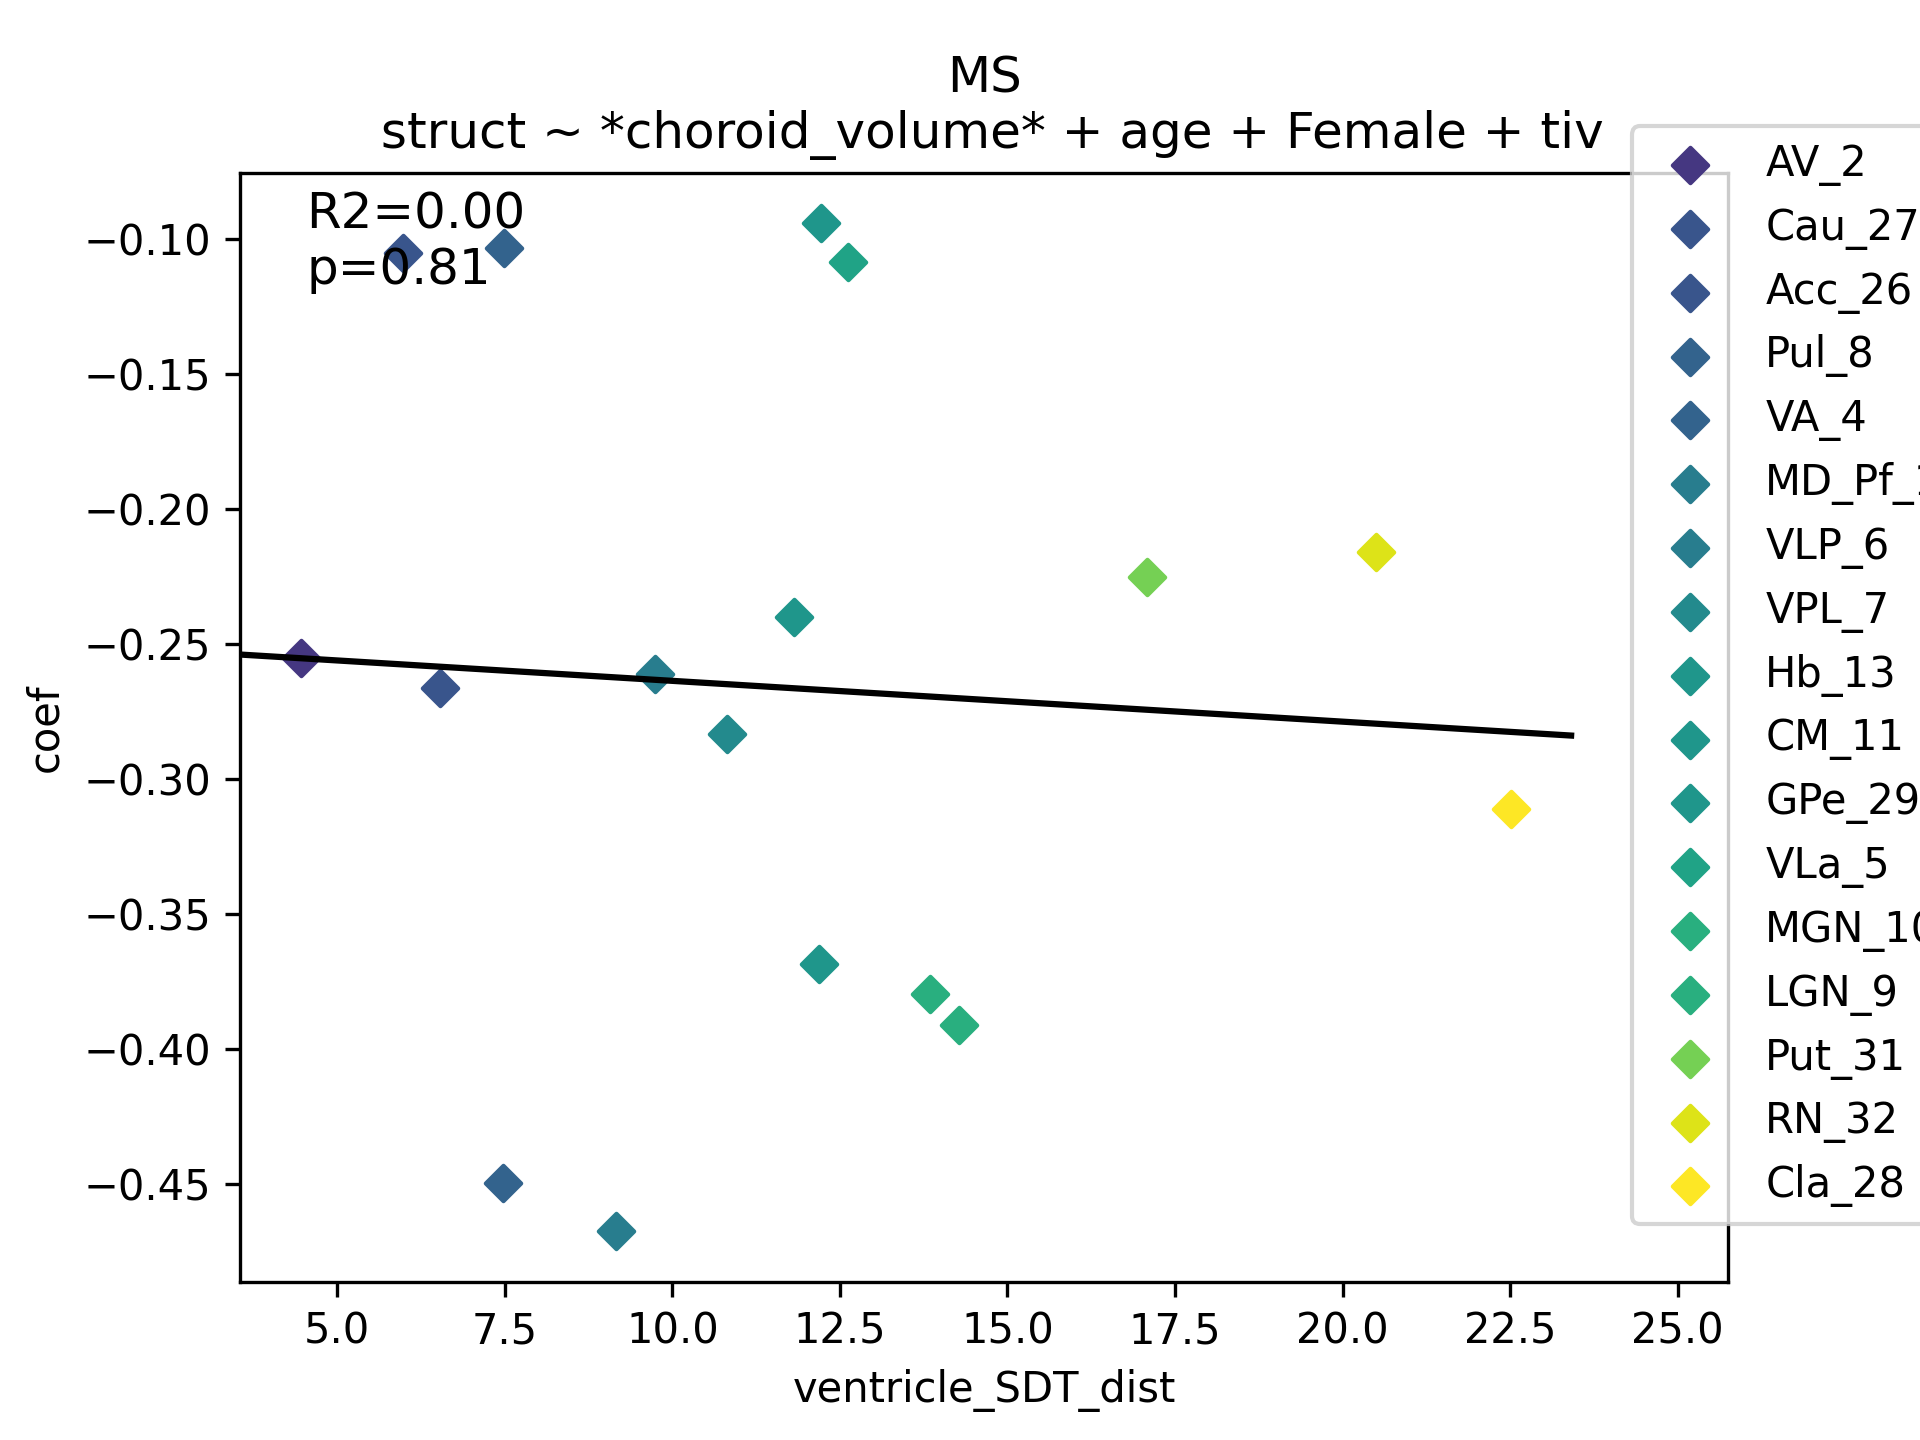 MS
struct ~ *choroid_volume* + age + Female + tiv
R2=0.00
p=0.81
−0.10
−0.15
−0.20
−0.25
−0.30
−0.35
−0.40
−0.45
coef
5.0 7.5 10.0 12.5 15.0 17.5 20.0 22.5 25.0
ventricle_SDT_dist
AV_2
Cau_27
Acc_26
Pul_8
VA_4
MD_Pf_
VLP_6
VPL_7
Hb_13
CM_11
GPe_29
VLa_5
MGN_10
LGN_9
Put_31
RN_32
Cla_28